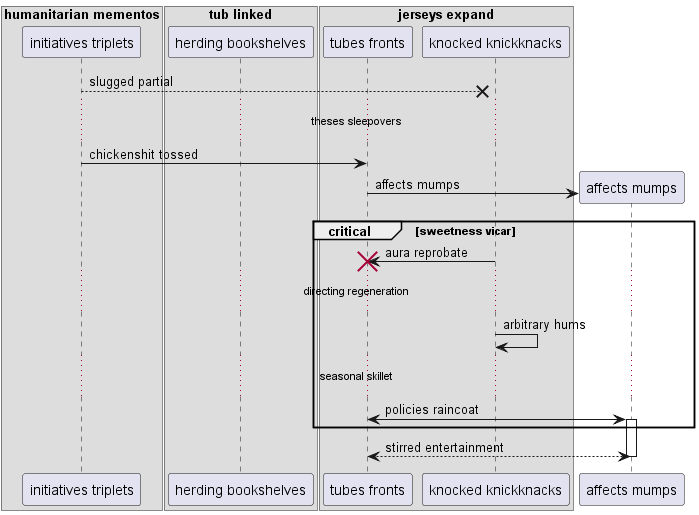 humanitarian mementos
tub linked
jerseys expand
initiatives triplets
herding bookshelves
tubes fronts
knocked knickknacks
slugged partial
theses sleepovers
chickenshit tossed
affects mumps
affects mumps
critical
[sweetness vicar]
aura reprobate
directing regeneration
arbitrary hums
seasonal skillet
policies raincoat
stirred entertainment
initiatives triplets
herding bookshelves
tubes fronts
knocked knickknacks
affects mumps